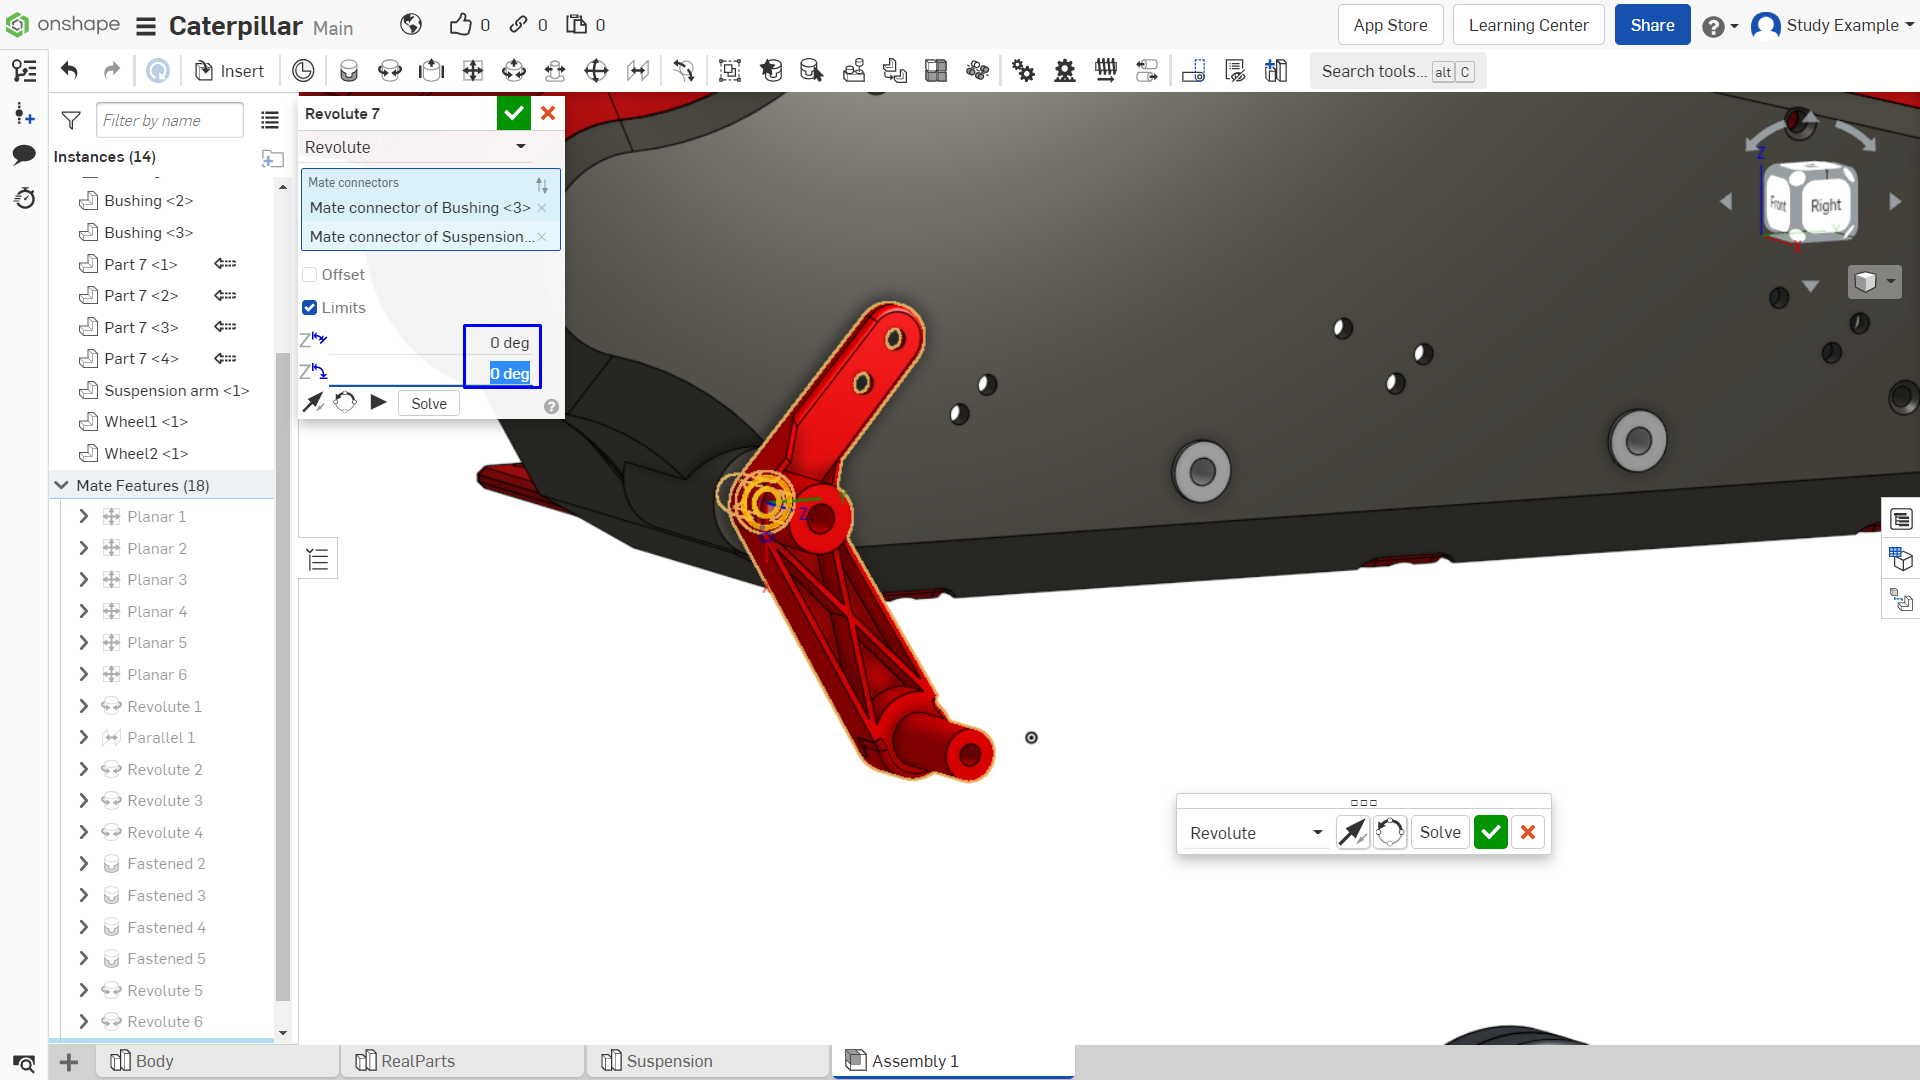 onshape Caterpillar Main 0 0 0 App Store Learning Center Share Study Example
Insert Search tools... alt C
Filter by name
Instances (14)
Bushing <2>
Bushing <3>
Part 7 <1>
Part 7 <2>
Part 7 <3>
Part 7 <4>
Suspension arm <1>
Wheel1 <1>
Wheel2 <1>
Mate Features (18)
Planar 1
Planar 2
Planar 3
Planar 4
Planar 5
Planar 6
Revolute 1
Parallel 1
Revolute 2
Revolute 3
Revolute 4
Fastened 2
Fastened 3
Fastened 4
Fastened 5
Revolute 5
Revolute 6
Revolute 7
Revolute
Mate connectors
Mate connector of Bushing <3>
Mate connector of Suspension...
Offset
Limits
Z 0 deg
Z 0 deg
Solve
Z
Z
Front Right
X Y
Revolute Solve
Body RealParts Suspension Assembly 1